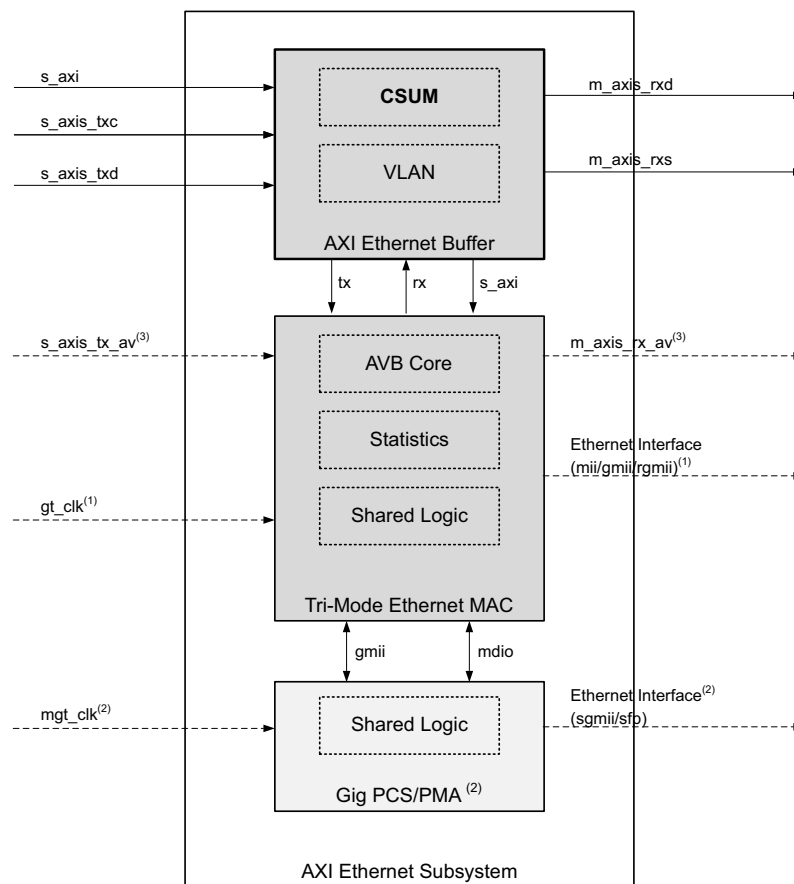 s_axi
CSUM
m_axis_rxd
s_axis_txc
VLAN
m_axis_rxs
s_axis_txd
AXI Ethernet Buffer
tx
rx
s_axi
s_axis_tx_av(3)
m_axis_rx_av(3)
AVB Core
Statistics
Ethernet Interface
(mii/gmii/rgmii)(1)
gt_clk(1)
Shared Logic
Tri-Mode Ethernet MAC
gmii
mdio
Ethernet Interface(2)
(sgmii/sfp)
mgt_clk(2)
Shared Logic
Gig PCS/PMA (2)
AXI Ethernet Subsystem